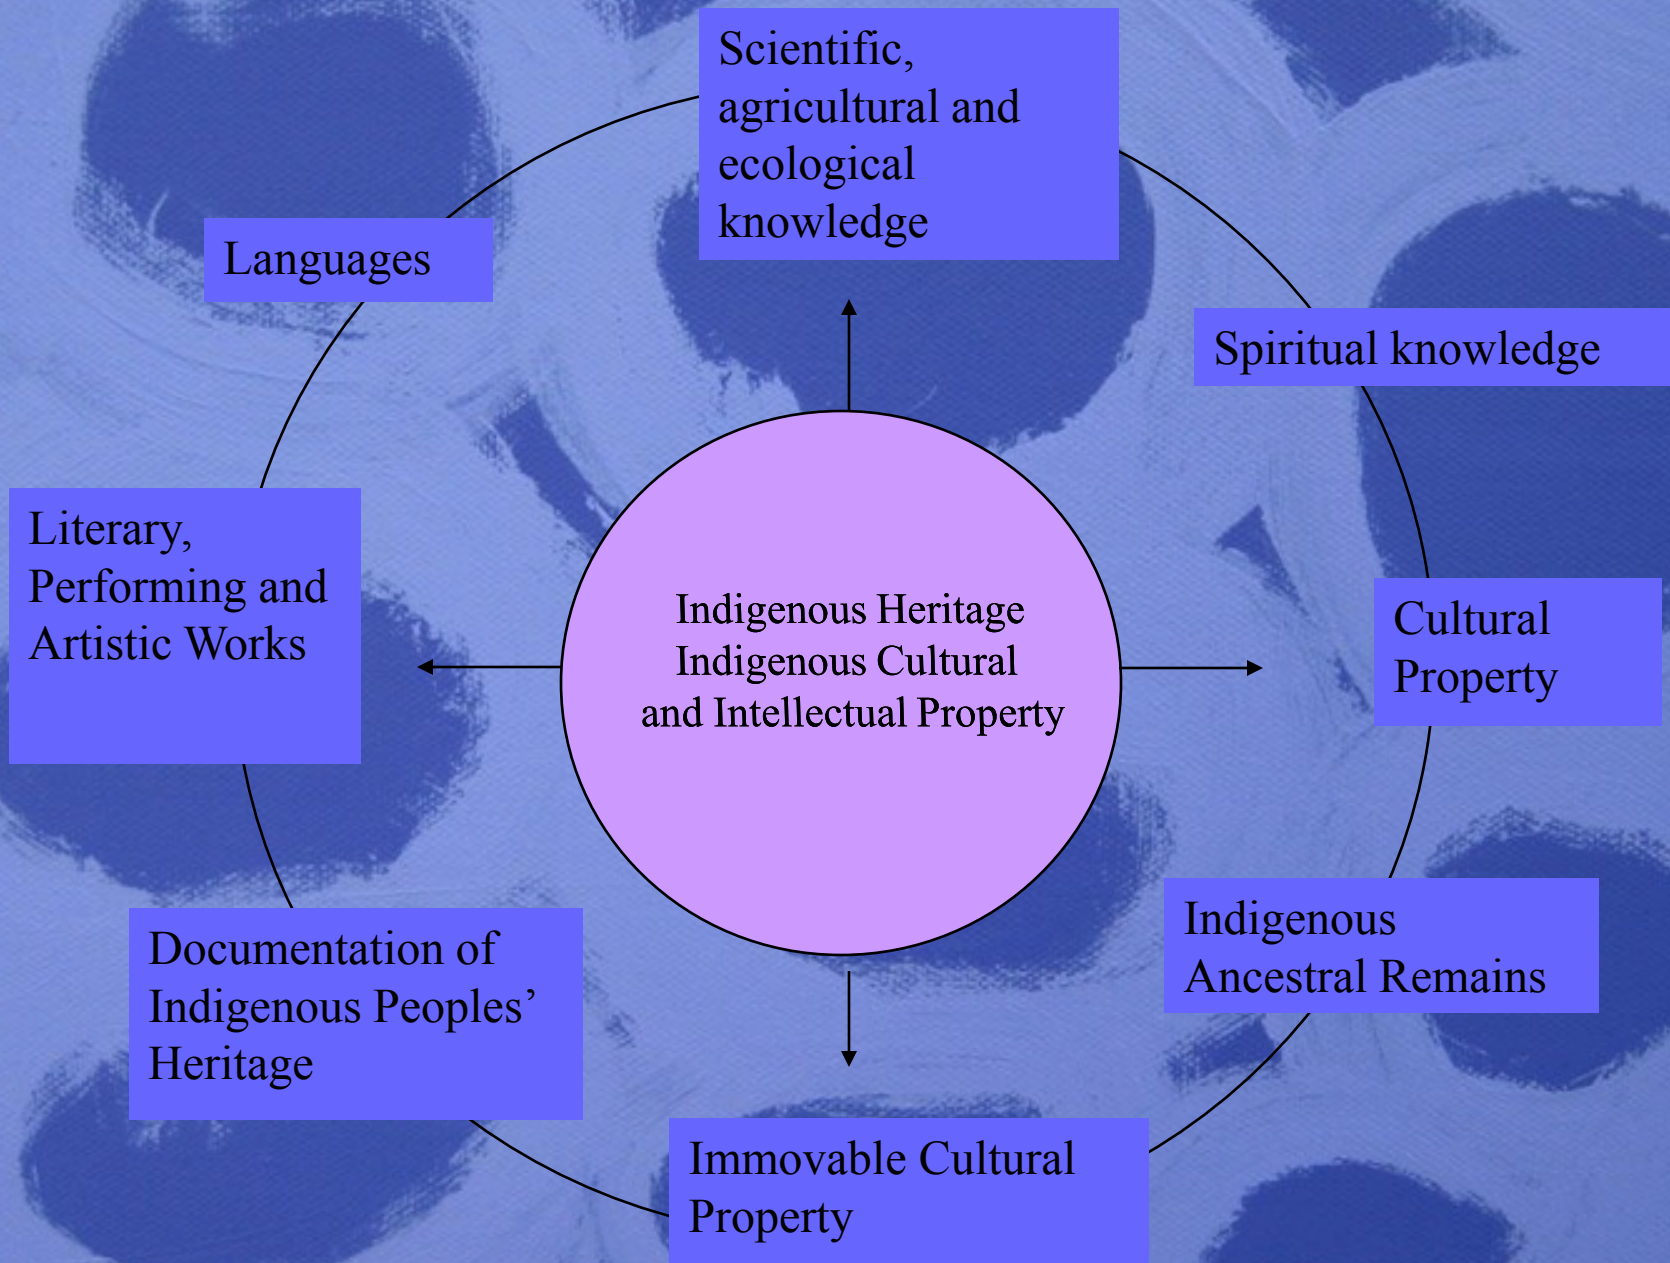 Scientific,
agricultural and
ecological
knowledge
Languages
Spiritual knowledge
Literary,
Performing and
Artistic Works
Indigenous Heritage
Indigenous Cultural
and Intellectual Property
Cultural
Property
Documentation of
Indigenous Peoples’
Heritage
Indigenous
Ancestral Remains
Immovable Cultural
Property